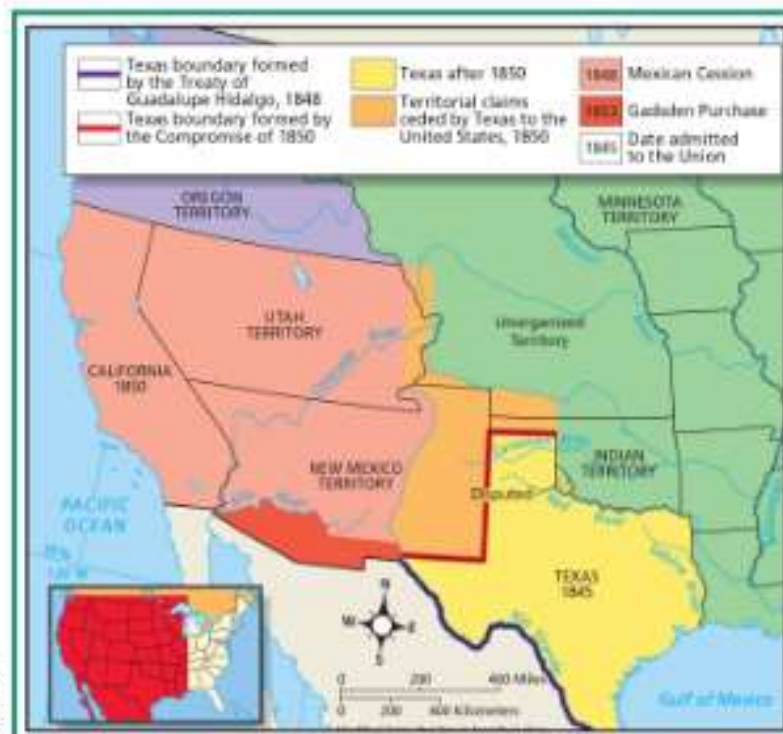 Texas boundary formed
by the Treaty of
Guadalupe Hidalgo, 1848
Texas boundary formed by
the Compromise of 1850
Texas after 1850
Territorial claims
ceded by Texas to the
United States, 1850
1848 Mexican Cession
1853 Gadsden Purchase
1845 Date admitted
to the Union
OREGON
TERRITORY
MINNESOTA
TERRITORY
UTAH
TERRITORY
Unorganized
Territory
CALIFORNIA
1850
NEW MEXICO
TERRITORY
INDIAN
TERRITORY
Disputed
PACIFIC
OCEAN
TEXAS
1845
N
W
E
S
0 200 400 Miles
0 200 400 Kilometers
Gulf of Mexico